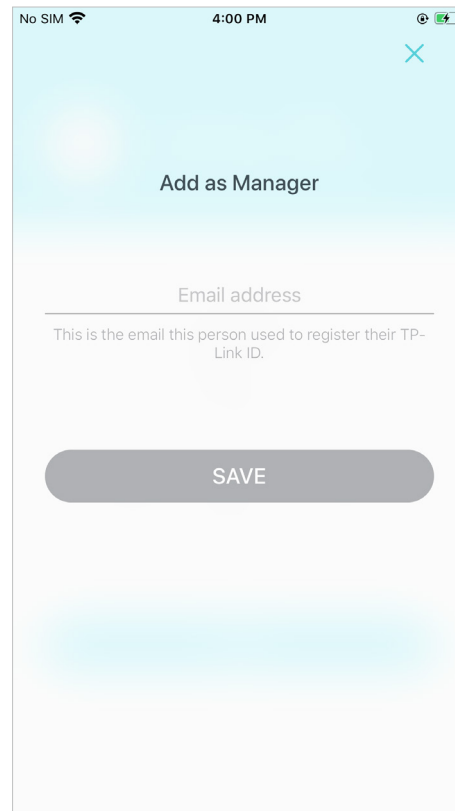 No SIM
4:00 PM
Add as Manager
Email address
This is the email this person used to register their TP-
Link ID.
SAVE